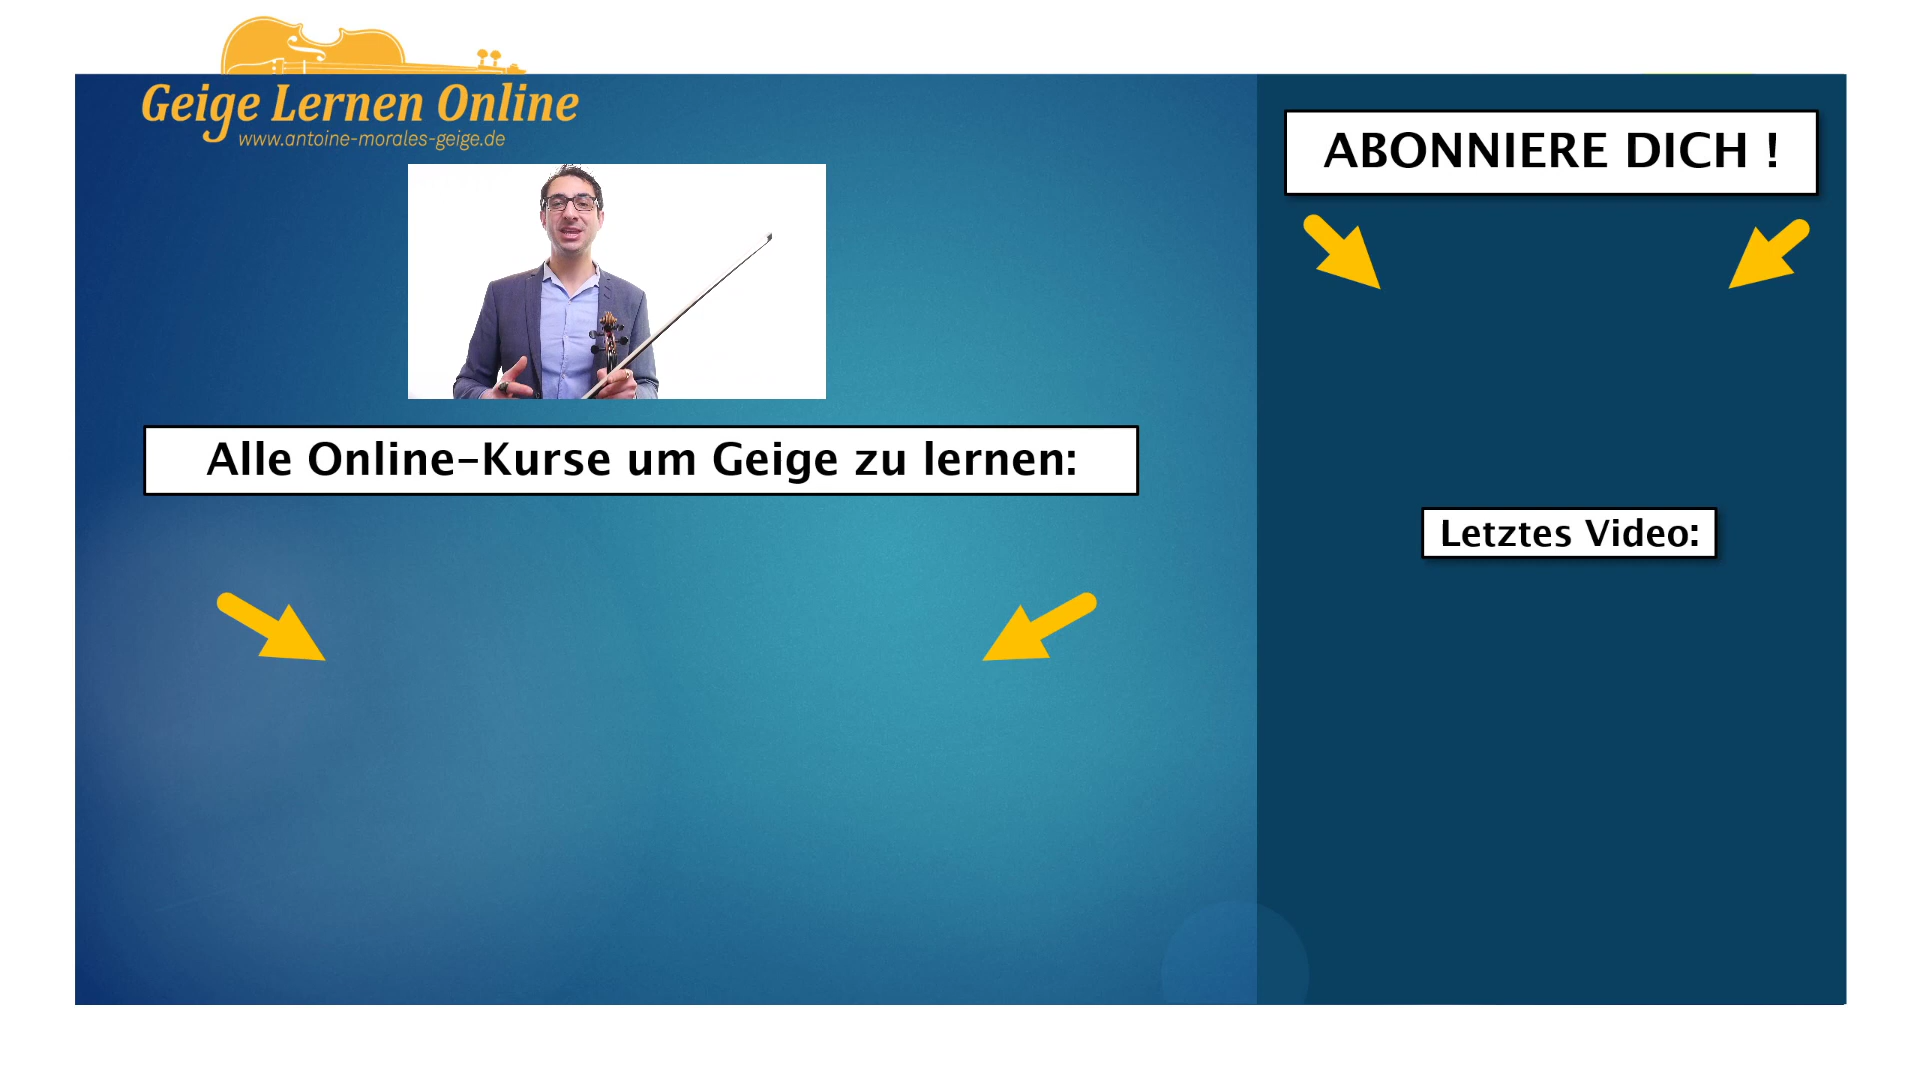 Geige Lernen Online
www.antoine-morales-geige.de
Alle Online-Kurse um Geige zu lernen:
ABONNIERE DICH !
Letztes Video: